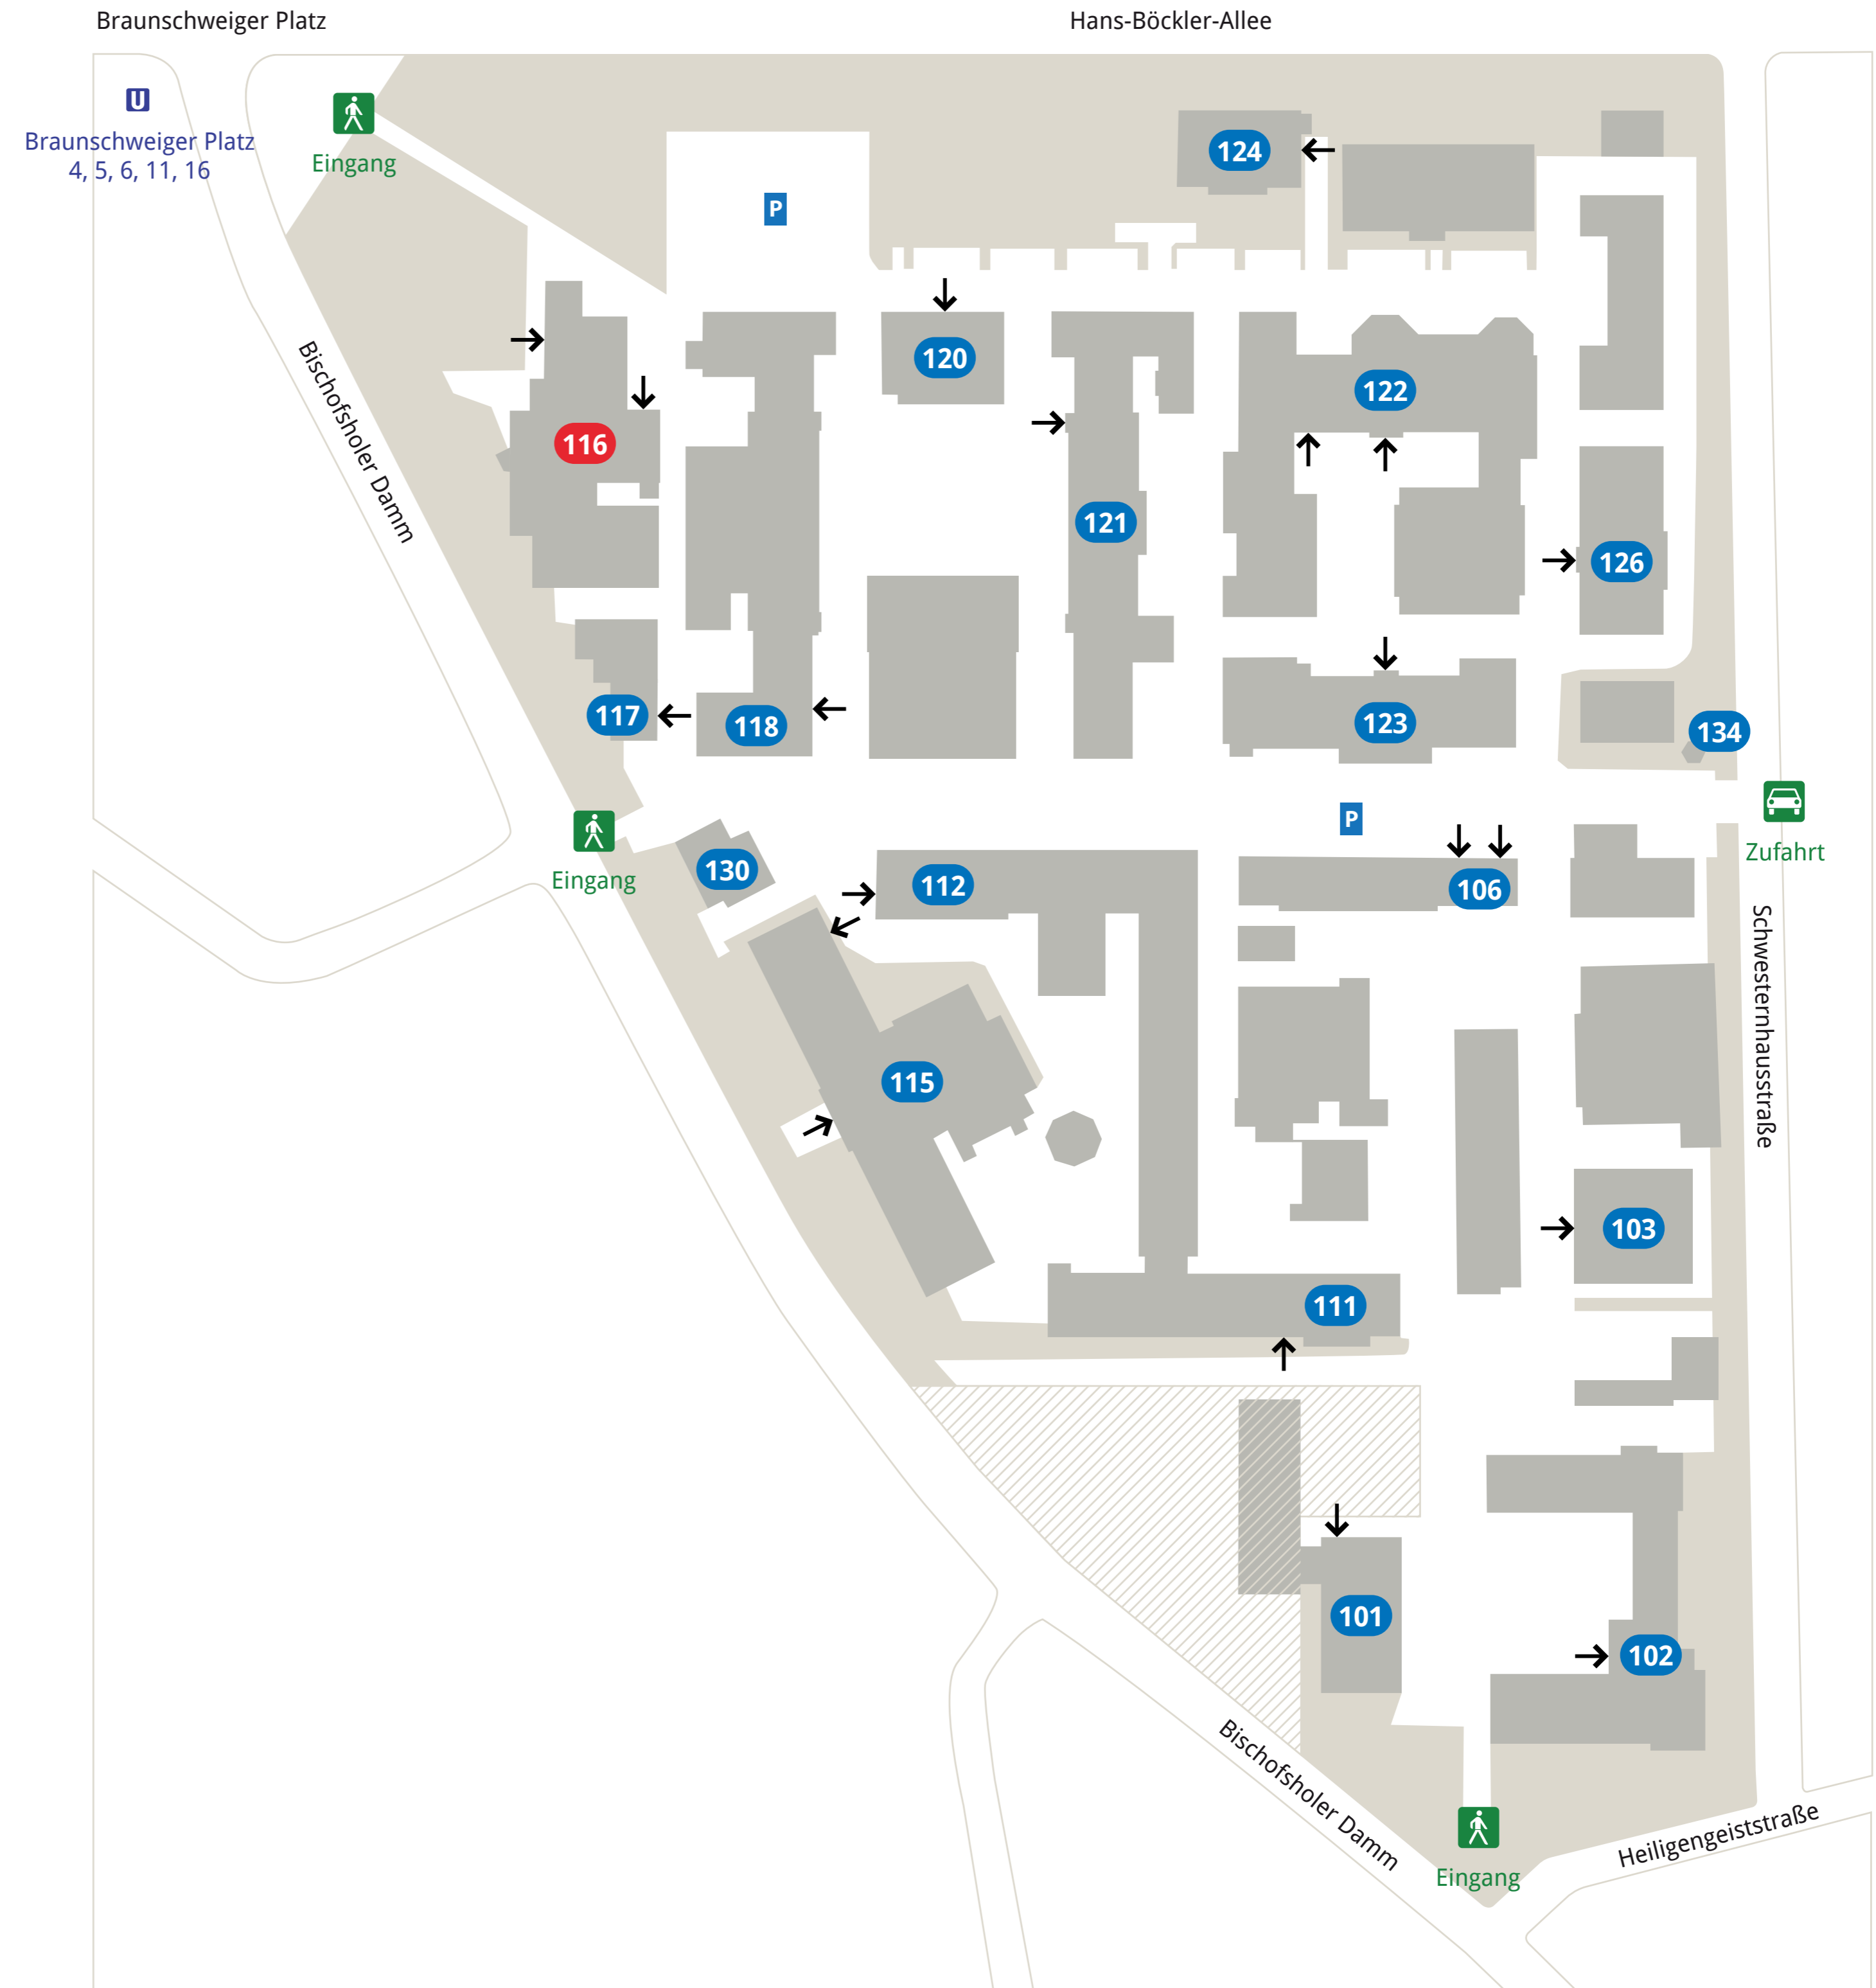 Braunschweiger Platz
Hans-Böckler-Allee
U
Braunschweiger Platz
4, 5, 6, 11, 16
Eingang
P
124
120
122
116
121
126
Bischofsholer Damm
117
118
123
134
P
Zufahrt
Eingang
130
112
106
Schwesternhausstraße
115
103
111
101
102
Bischofsholer Damm
Heiligengeiststraße
Eingang